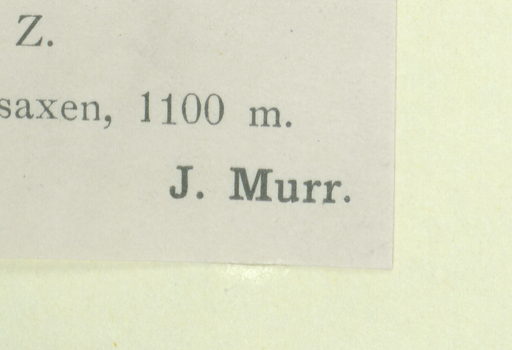 Z.
saxen, 1100 m.
J. Murr.